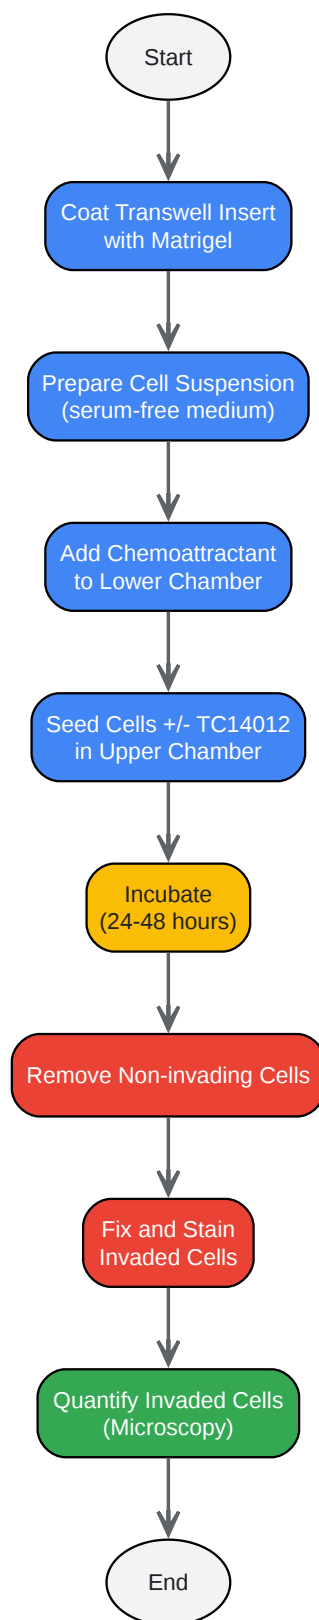 Start
Coat Transwell Insert
with Matrigel
Prepare Cell Suspension
(serum-free medium)
Add Chemoattractant
to Lower Chamber
Seed Cells +/- TC14012
in Upper Chamber
Incubate
(24-48 hours)
Remove Non-invading Cells
Fix and Stain
Invaded Cells
Quantify Invaded Cells
(Microscopy)
End